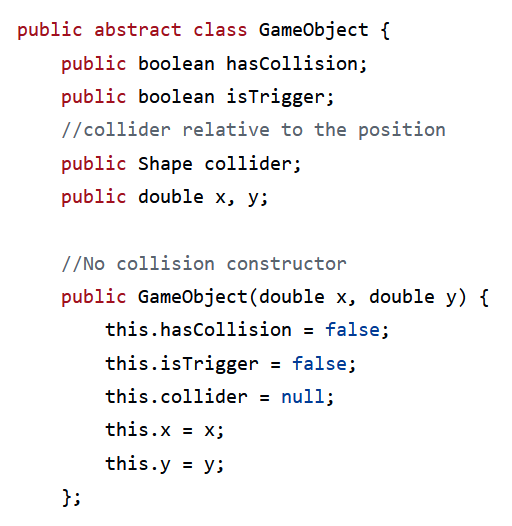 public abstract class GameObject {
    public boolean hasCollision;
    public boolean isTrigger;
    //collider relative to the position
    public Shape collider;
    public double x, y;

    //No collision constructor
    public GameObject(double x, double y) {
        this.hasCollision = false;
        this.isTrigger = false;
        this.collider = null;
        this.x = x;
        this.y = y;
    };